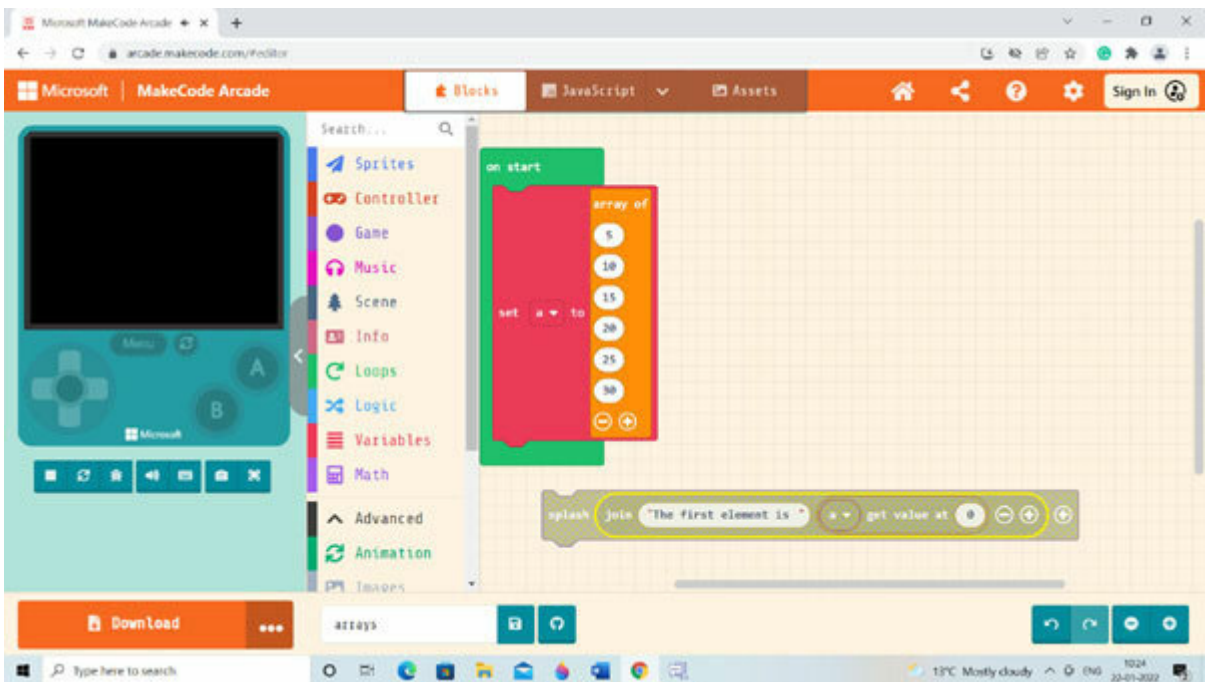 Microsoft MakeCode Arcade
arcade.makecode.com/#editor
Microsoft | MakeCode Arcade
Blocks
JavaScript
Assets
Sign In
Search...
Sprites
Controller
Game
Music
Scene
Info
Loops
Logic
Variables
Math
Advanced
Animation
Images
Menu
A
B
Microsoft
on start
set a to
array of
5
10
15
20
25
30
splash join "The first element is " a get value at 0
Download
arrays
Type here to search
13°C Mostly cloudy
ENG
10:24
22-01-2022